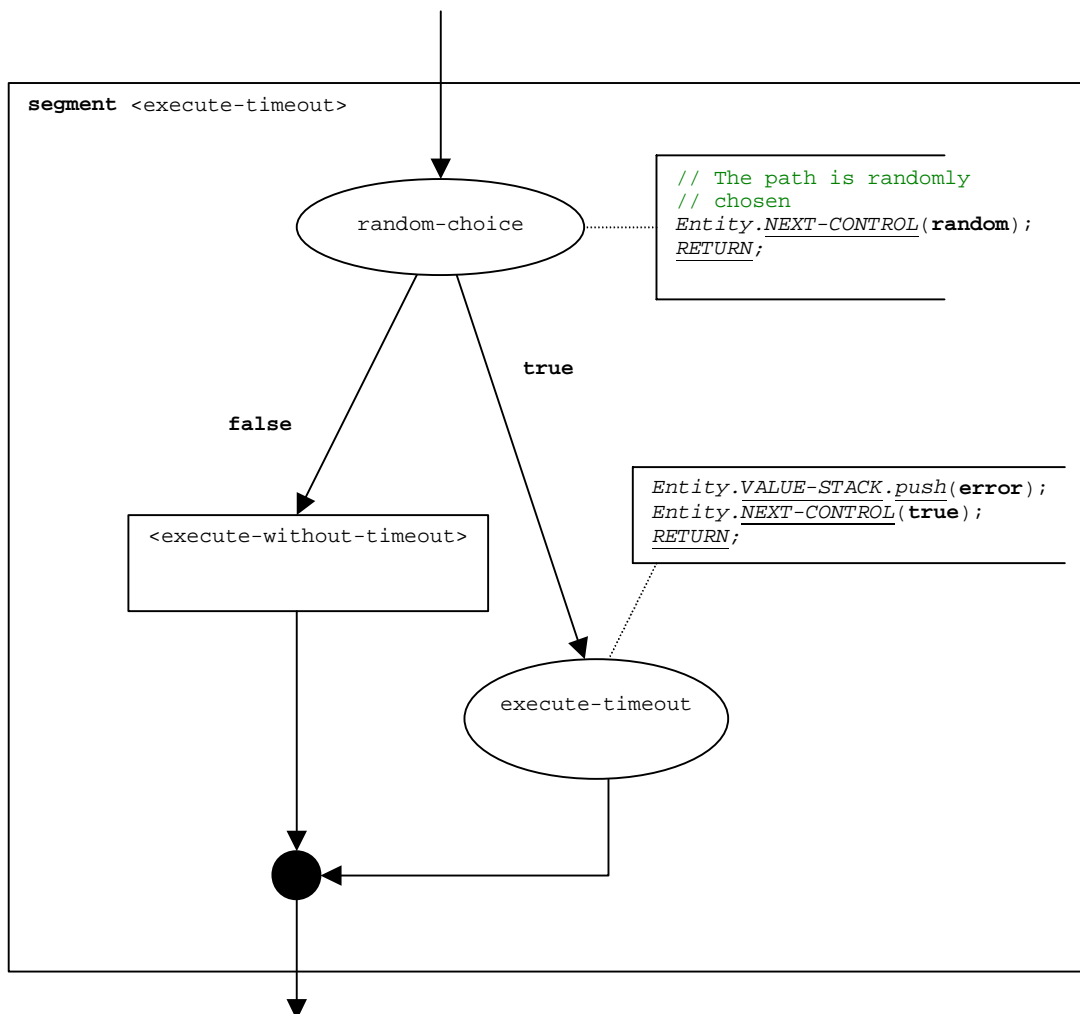 segment <execute-timeout>
random-choice
// The path is randomly
// chosen
Entity.NEXT-CONTROL(random);
RETURN;
true
false
Entity.VALUE-STACK.push(error);
Entity.NEXT-CONTROL(true);
RETURN;
<execute-without-timeout>
execute-timeout